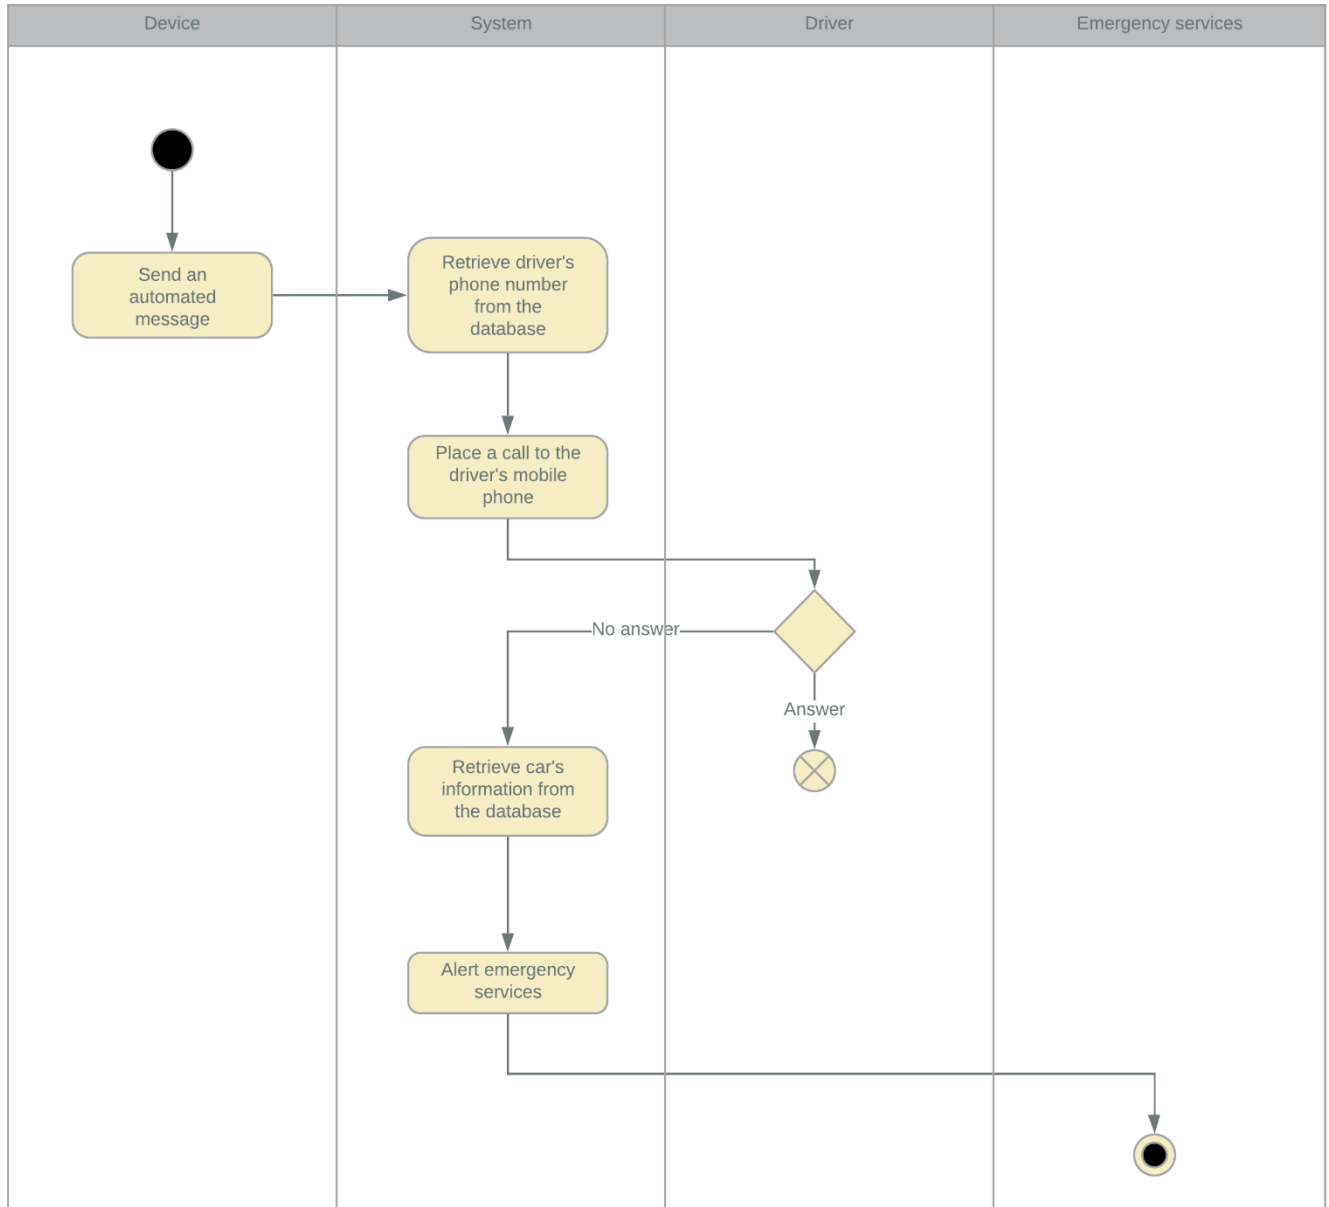 Device
System
Driver
Emergency services
Send an
automated
message
Retrieve driver's
phone number
from the
database
Place a call to the
driver's mobile
phone
No answer
Answer
Retrieve car's
information from
the database
Alert emergency
services